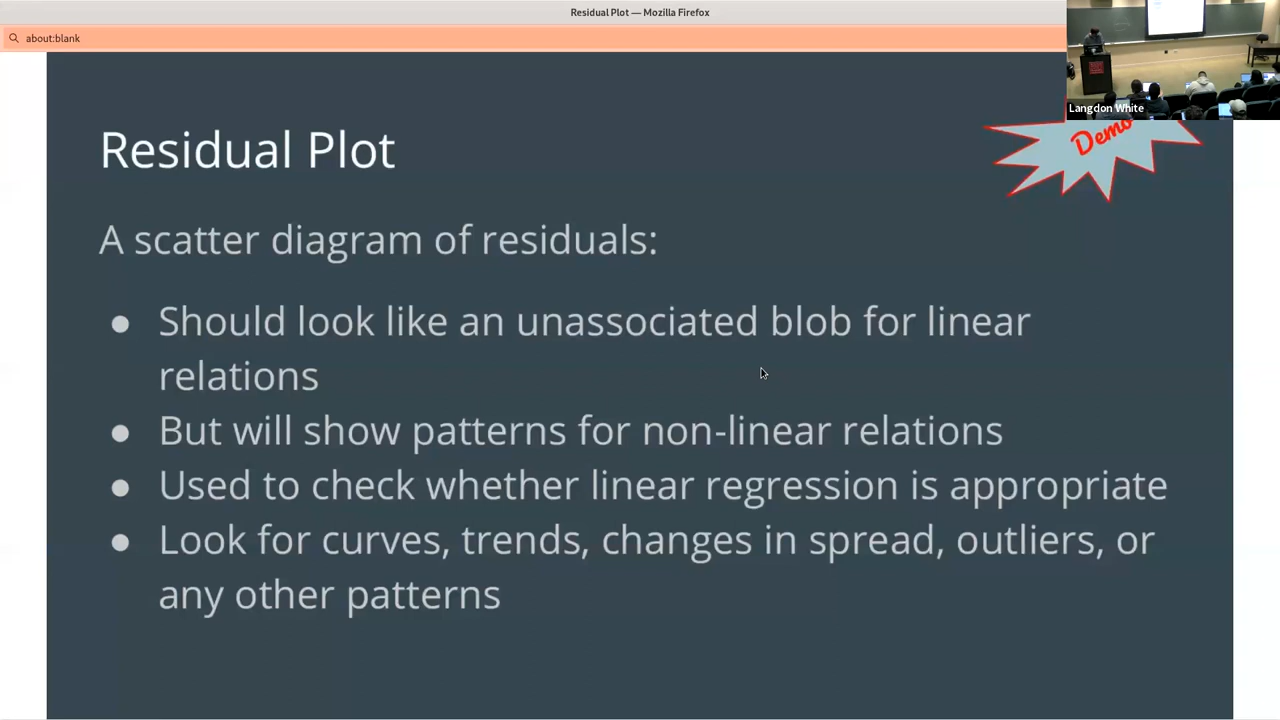 Residual Plot — Mozilla Firefox
about:blank
Langdon White
Demo
Residual Plot
A scatter diagram of residuals:
● Should look like an unassociated blob for linear
relations
● But will show patterns for non-linear relations
● Used to check whether linear regression is appropriate
● Look for curves, trends, changes in spread, outliers, or
any other patterns